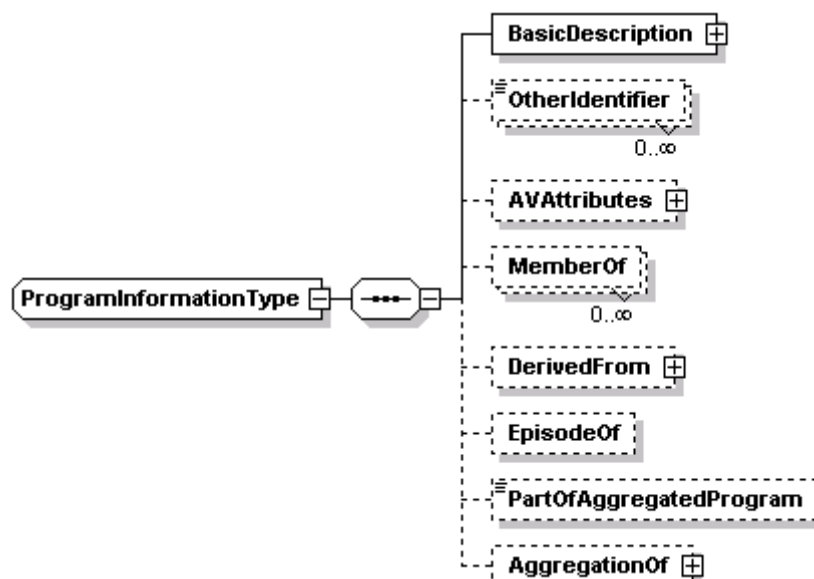 BasicDescription
OtherIdentifier
0..∞
AVAttributes
MemberOf
0..∞
ProgramInformationType
DerivedFrom
EpisodeOf
PartOfAggregatedProgram
AggregationOf